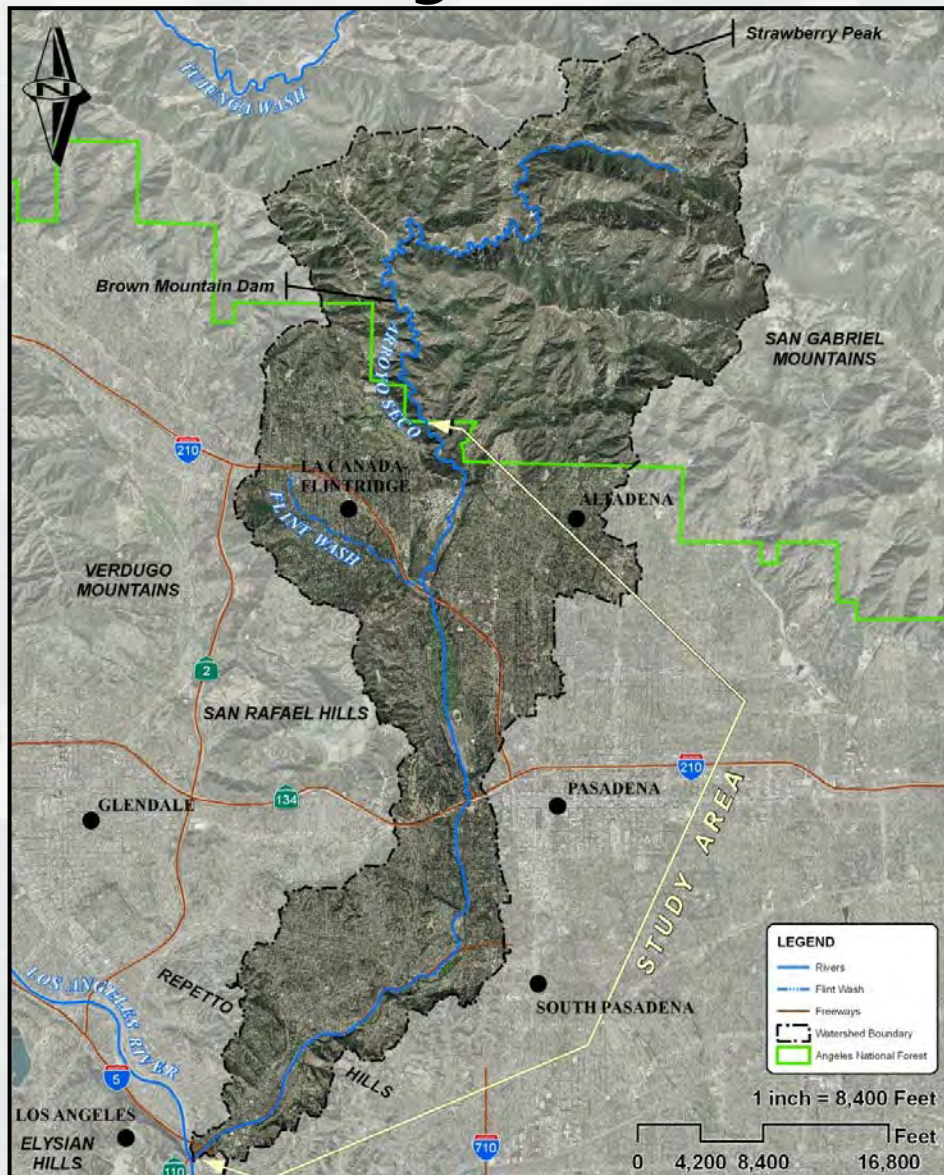 Strawberry Peak
N
TUJUNGA WASH
Brown Mountain Dam
ARROYO SECO
SAN GABRIEL
MOUNTAINS
210
LA CANADA-
FLINTRIDGE
ALTADENA
FLINT WASH
VERDUGO
MOUNTAINS
2
SAN RAFAEL HILLS
210
134
GLENDALE
PASADENA
STUDY AREA
LEGEND
Rivers
Flint Wash
Freeways
Watershed Boundary
Angeles National Forest
LOS ANGELES RIVER
REPETTO
HILLS
SOUTH PASADENA
5
1 inch = 8,400 Feet
LOS ANGELES
ELYSIAN
HILLS
110
710
Feet
0 4,200 8,400 16,800